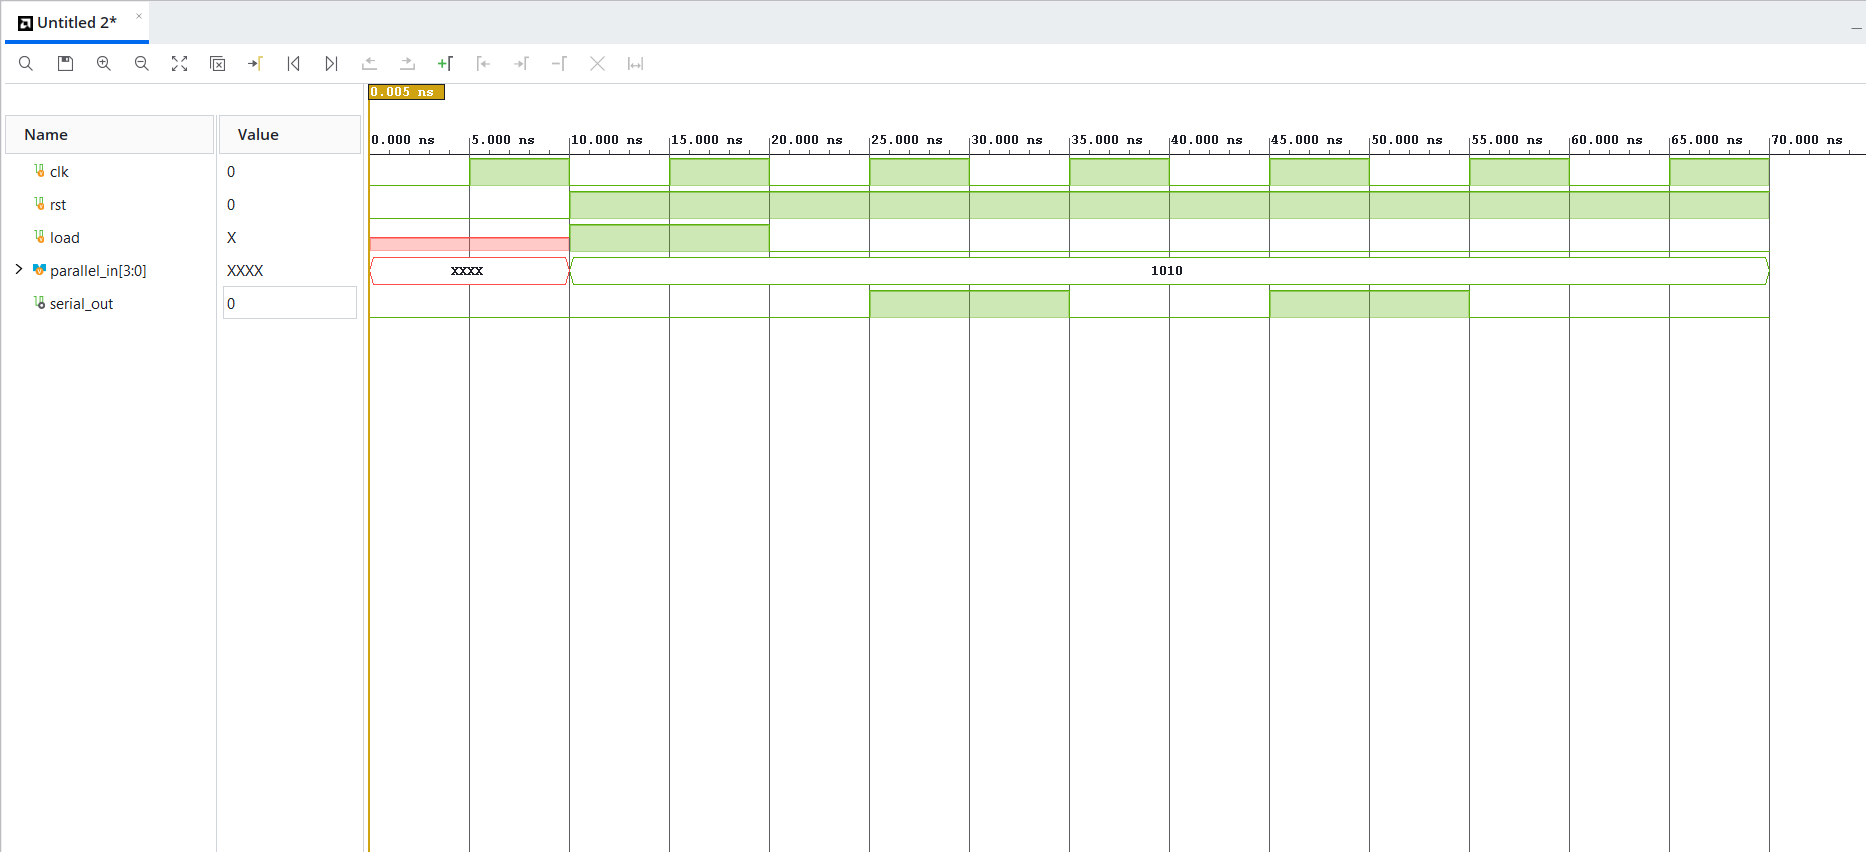 Untitled 2*
0.005 ns
Name Value
0.000 ns 5.000 ns 10.000 ns 15.000 ns 20.000 ns 25.000 ns 30.000 ns 35.000 ns 40.000 ns 45.000 ns 50.000 ns 55.000 ns 60.000 ns 65.000 ns 70.000 ns
clk 0
rst 0
load X
parallel_in[3:0] XXXX XXXX 1010
serial_out 0